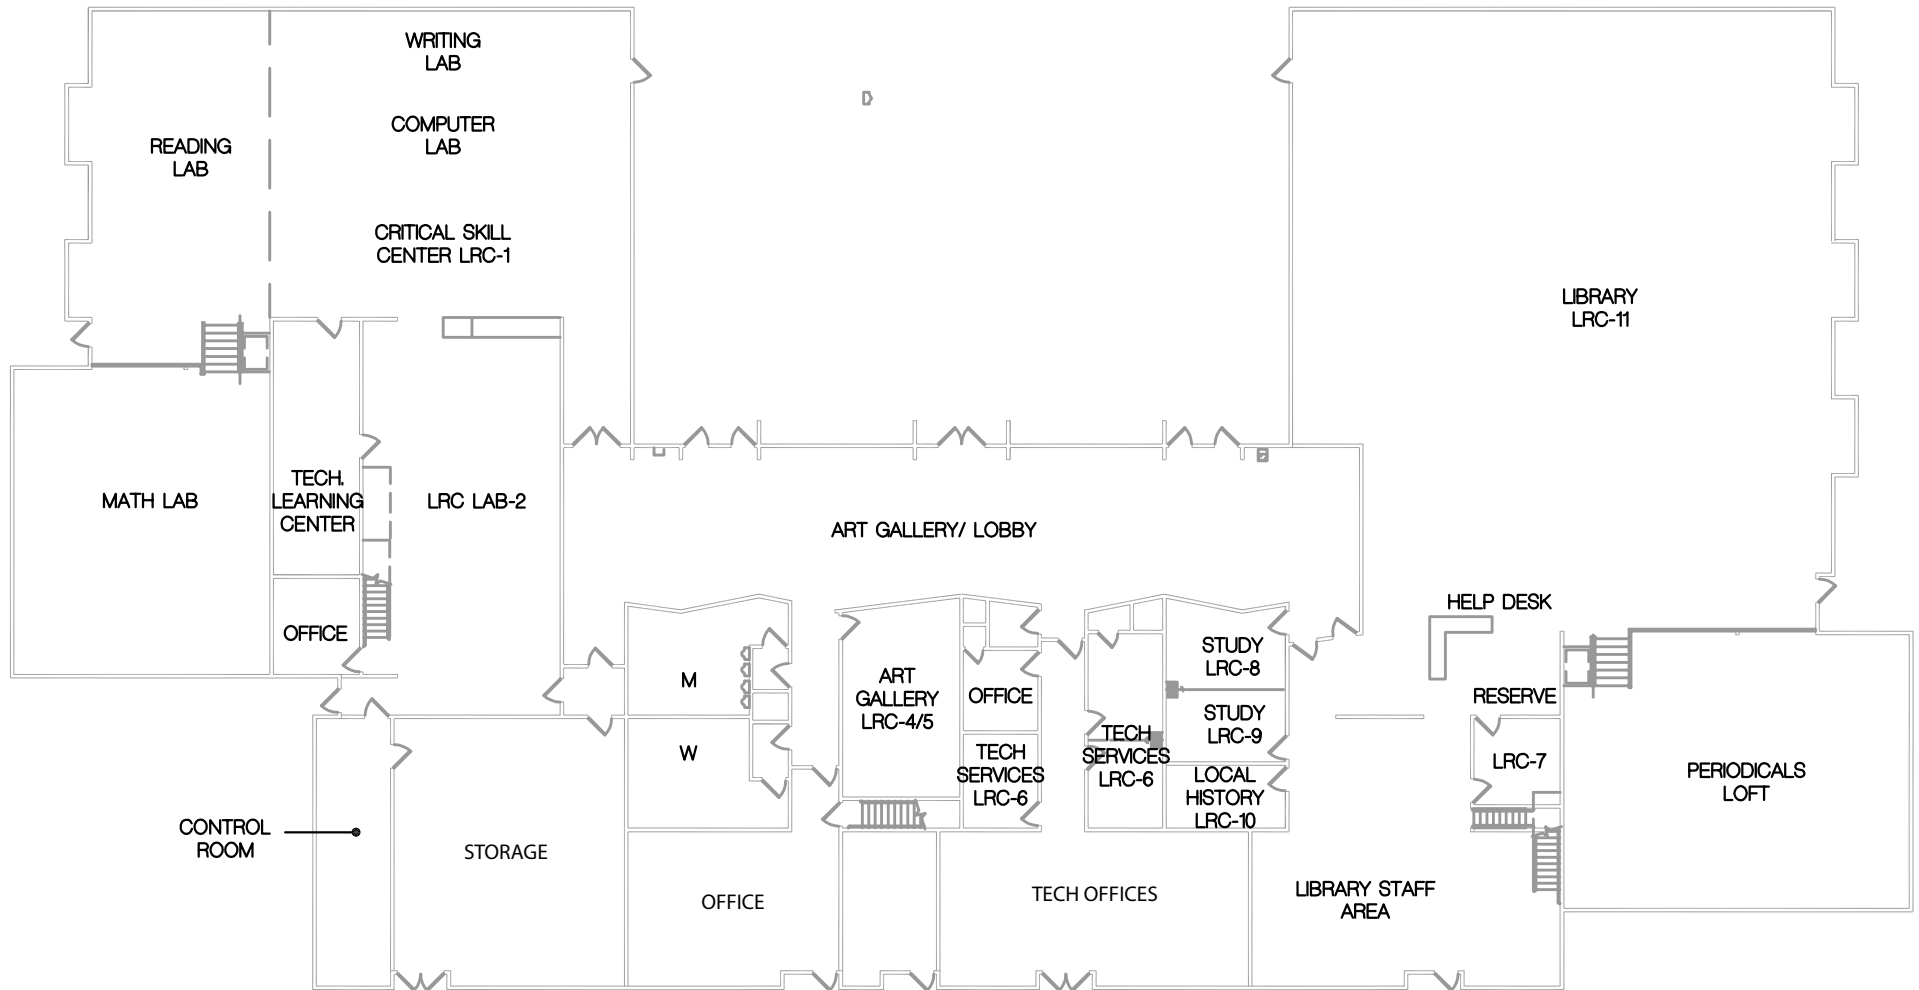 WRITING
LAB
COMPUTER
LAB
READING
LAB
CRITICAL SKILL
CENTER LRC-1
LIBRARY
LRC-11
MATH LAB
TECH.
LEARNING
CENTER
LRC LAB-2
ART GALLERY/ LOBBY
OFFICE
HELP DESK
M
ART
GALLERY
LRC-4/5
OFFICE
STUDY
LRC-8
RESERVE
W
TECH
SERVICES
LRC-6
TECH
SERVICES
LRC-6
STUDY
LRC-9
LOCAL
HISTORY
LRC-10
LRC-7
PERIODICALS
LOFT
CONTROL
ROOM
STORAGE
OFFICE
TECH OFFICES
LIBRARY STAFF
AREA